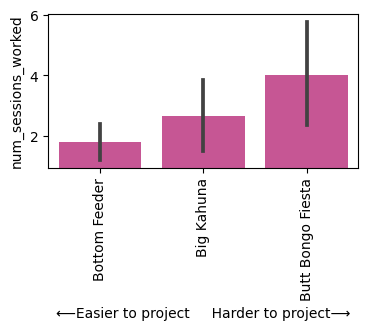 num_sessions_worked
6
4
2
Bottom Feeder
Big Kahuna
Butt Bongo Fiesta
⟵Easier to project     Harder to project⟶